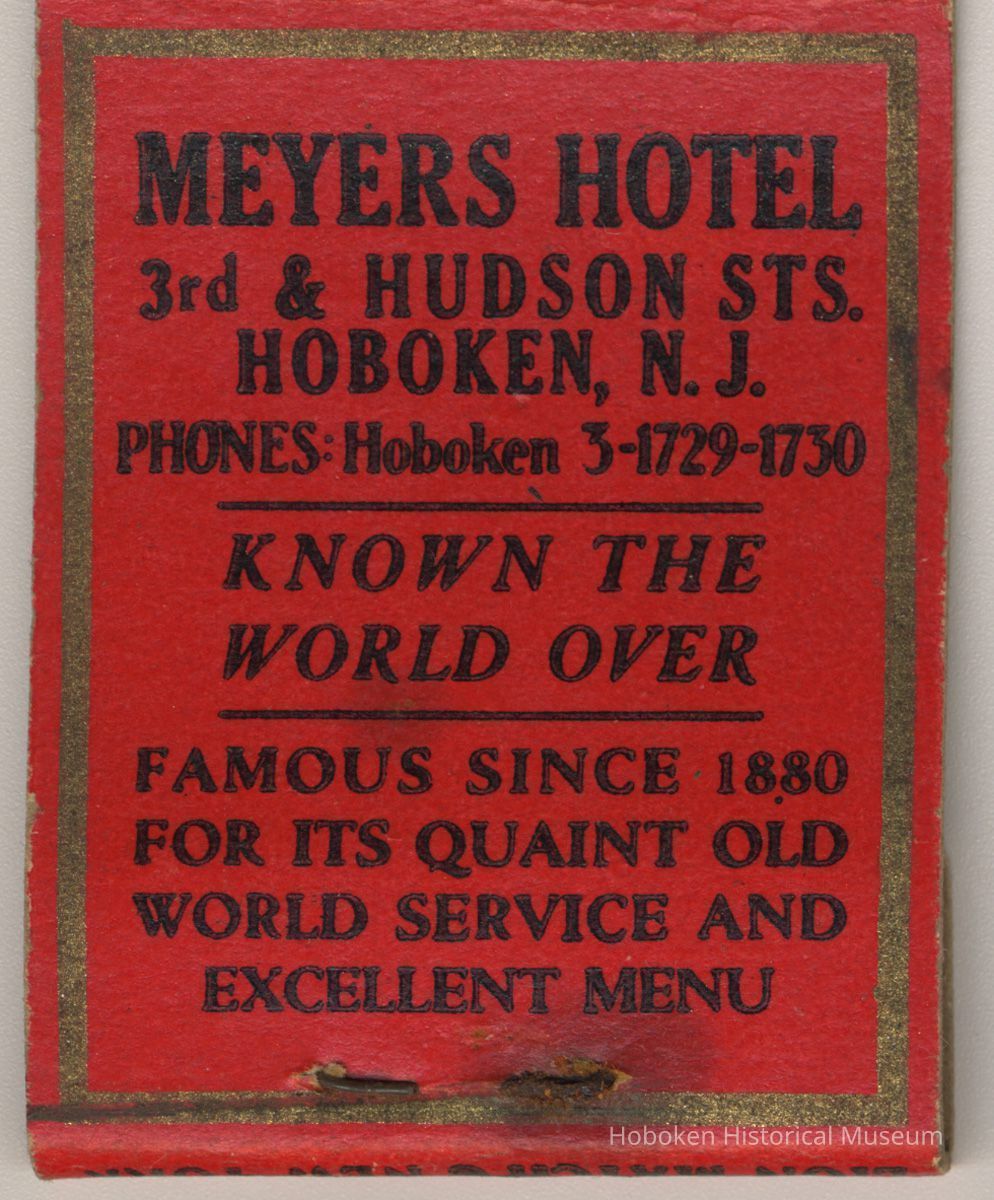 MEYERS HOTEL
3rd & HUDSON STS.
HOBOKEN, N. J.
PHONES: Hoboken 3-1729-1730
KNOWN THE
WORLD OVER
FAMOUS SINCE 1880
FOR ITS QUAINT OLD
WORLD SERVICE AND
EXCELLENT MENU
Hoboken Historical Museum